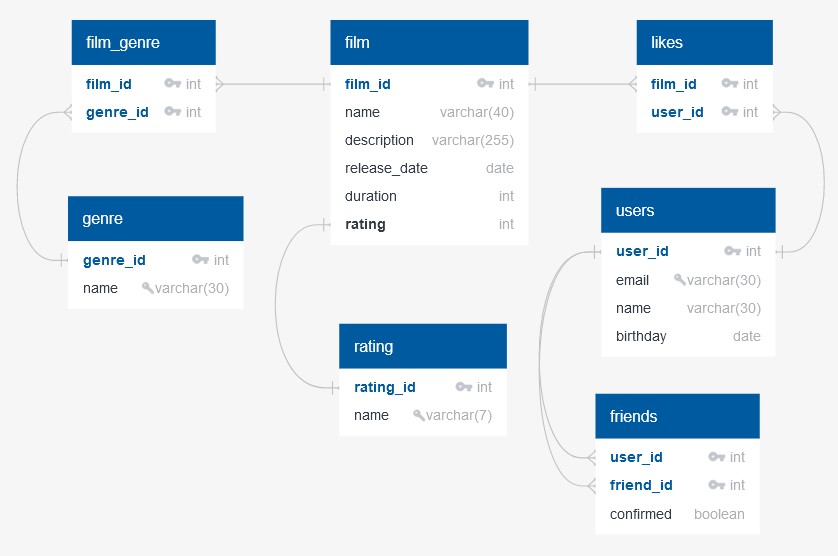 film_genre
film_id int
genre_id int
film
film_id int
name varchar(40)
description varchar(255)
release_date date
duration int
rating int
likes
film_id int
user_id int
genre
genre_id int
name varchar(30)
users
user_id int
email varchar(30)
name varchar(30)
birthday date
rating
rating_id int
name varchar(7)
friends
user_id int
friend_id int
confirmed boolean